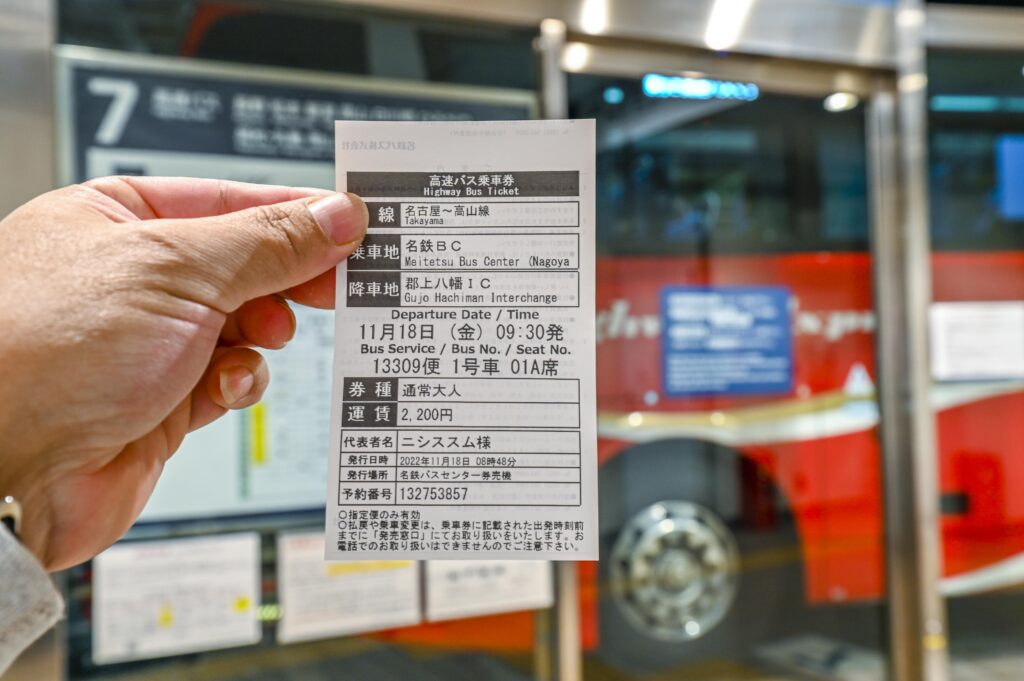 7
高速バス乗車券
Highway Bus Ticket
線 名古屋～高山線
Takayama
乗車地 名鉄BC
Meitetsu Bus Center (Nagoya
降車地 郡上八幡IC
Gujo Hachiman Interchange
Departure Date / Time
11月18日（金）09:30発
Bus Service / Bus No. / Seat No.
13309便 1号車 01A席
券種 通常大人
運賃 2,200円
代表者名 ニシススム様
発行日時 2022年11月18日 08時48分
発行場所 名鉄バスセンター券売機
予約番号 132753857
○指定便のみ有効
○払戻や乗車変更は、乗車券に記載された出発時刻前
までに「発売窓口」にてお取り扱いをいたします。お
電話でのお取り扱いはできませんのでご注意下さい。